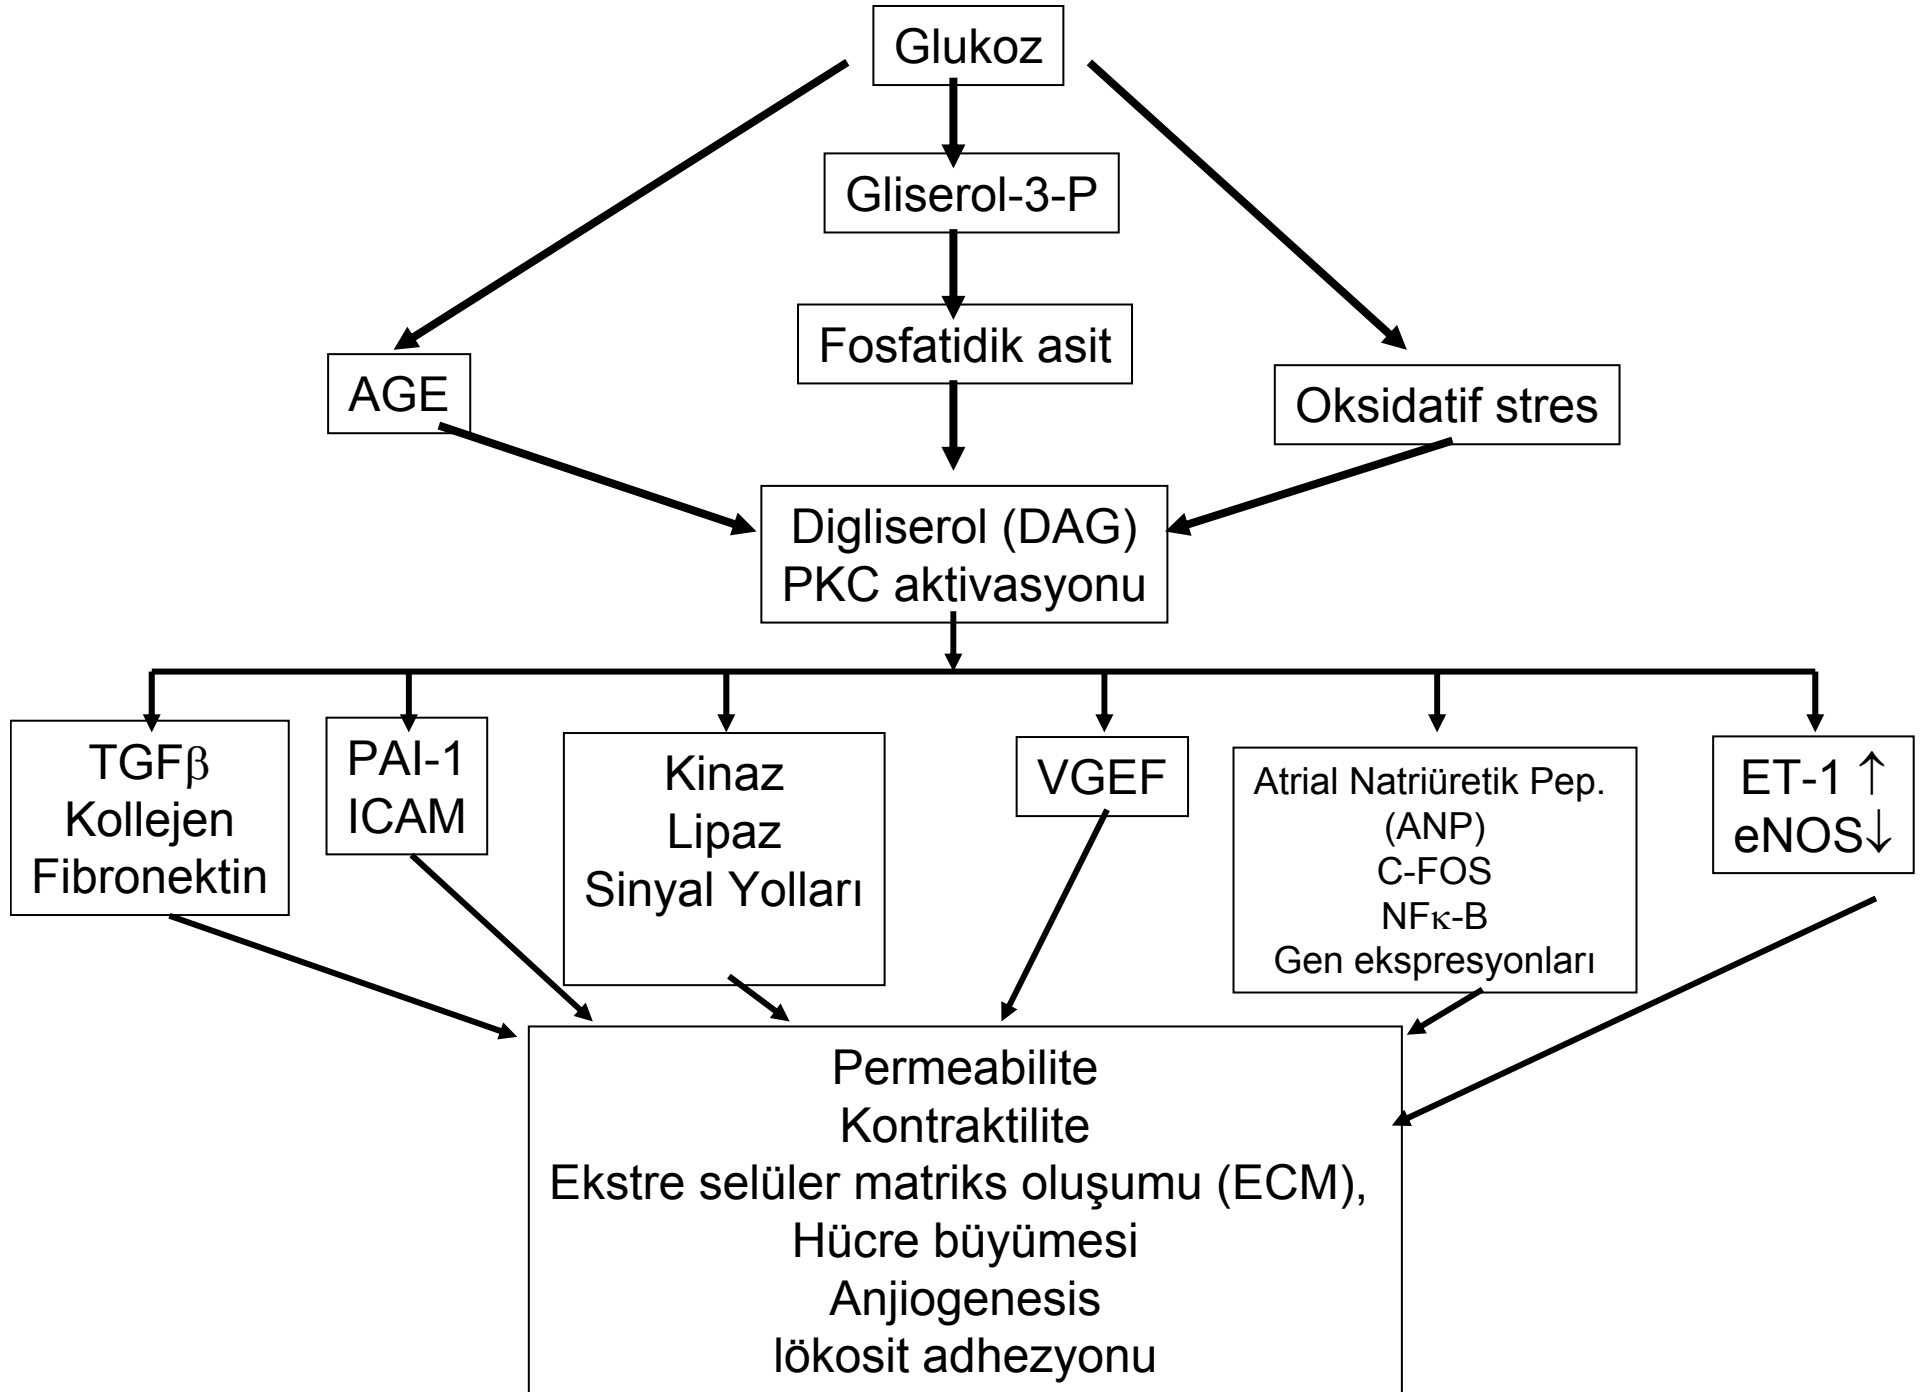 Glukoz
Gliserol-3-P
Fosfatidik asit
AGE
Oksidatif stres
Digliserol (DAG)
PKC aktivasyonu
TGFβ
Kollejen
Fibronektin
PAI-1
ICAM
Kinaz
Lipaz
Sinyal Yolları
VGEF
Atrial Natriüretik Pep.
(ANP)
C-FOS
NFκ-B
Gen ekspresyonları
ET-1 ↑
eNOS↓
Permeabilite
Kontraktilite
Ekstre selüler matriks oluşumu (ECM),
Hücre büyümesi
Anjiogenesis
lökosit adhezyonu